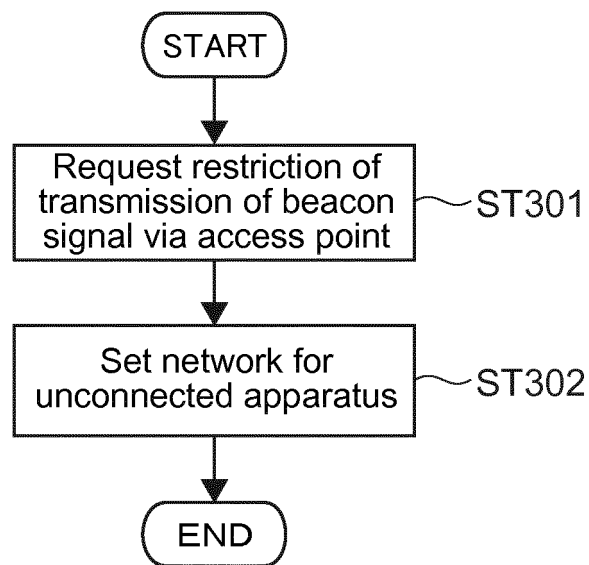 START
Request restriction of
transmission of beacon
signal via access point
ST301
Set network for
unconnected apparatus
ST302
END